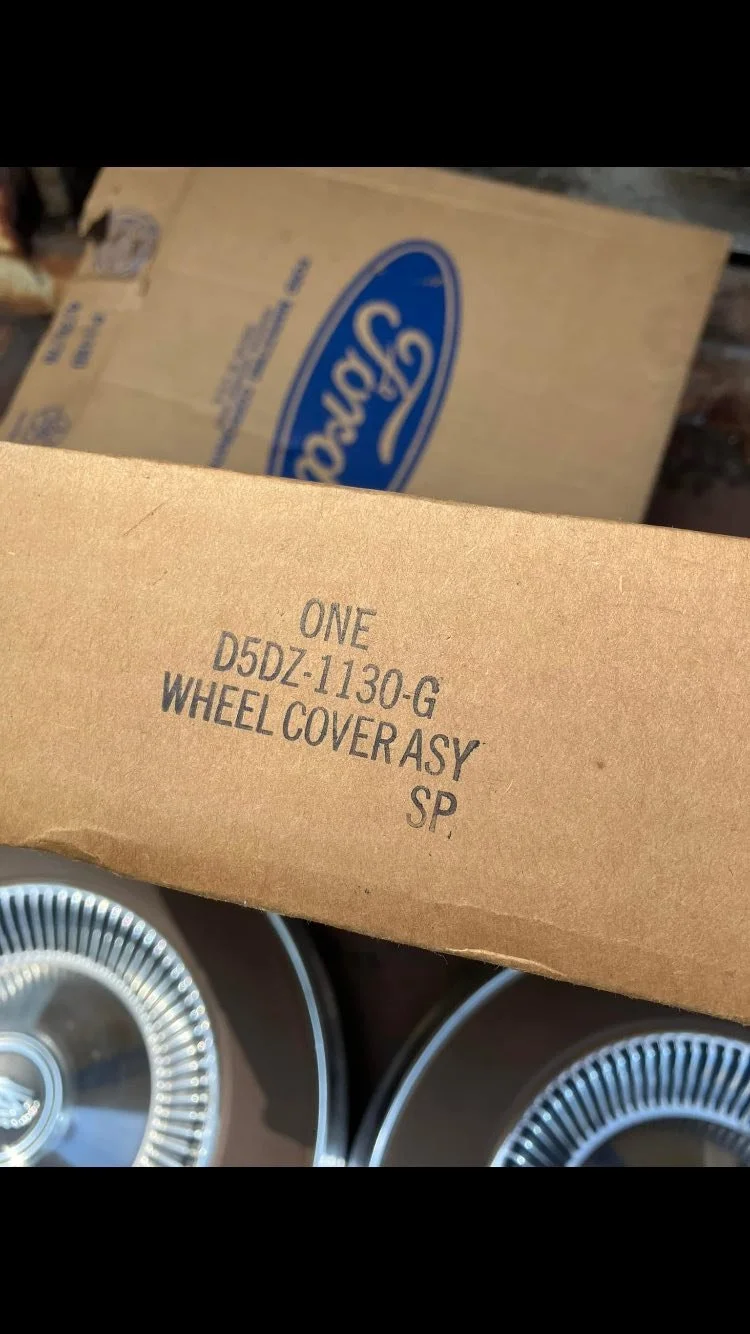 Ford
ONE
D5DZ-1130-G
WHEEL COVER ASY
SP